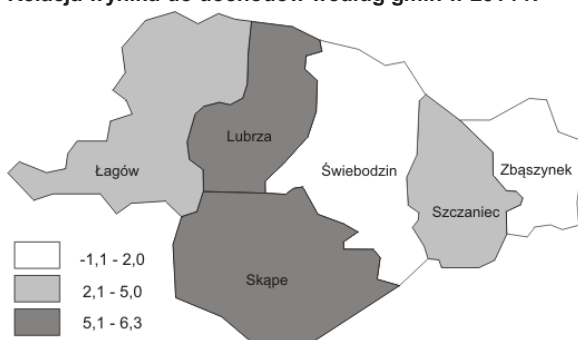 Lubrza
Łagów
Świebodzin
Zbąszynek
Szczaniec
Skąpe
-1,1 - 2,0
2,1 - 5,0
5,1 - 6,3